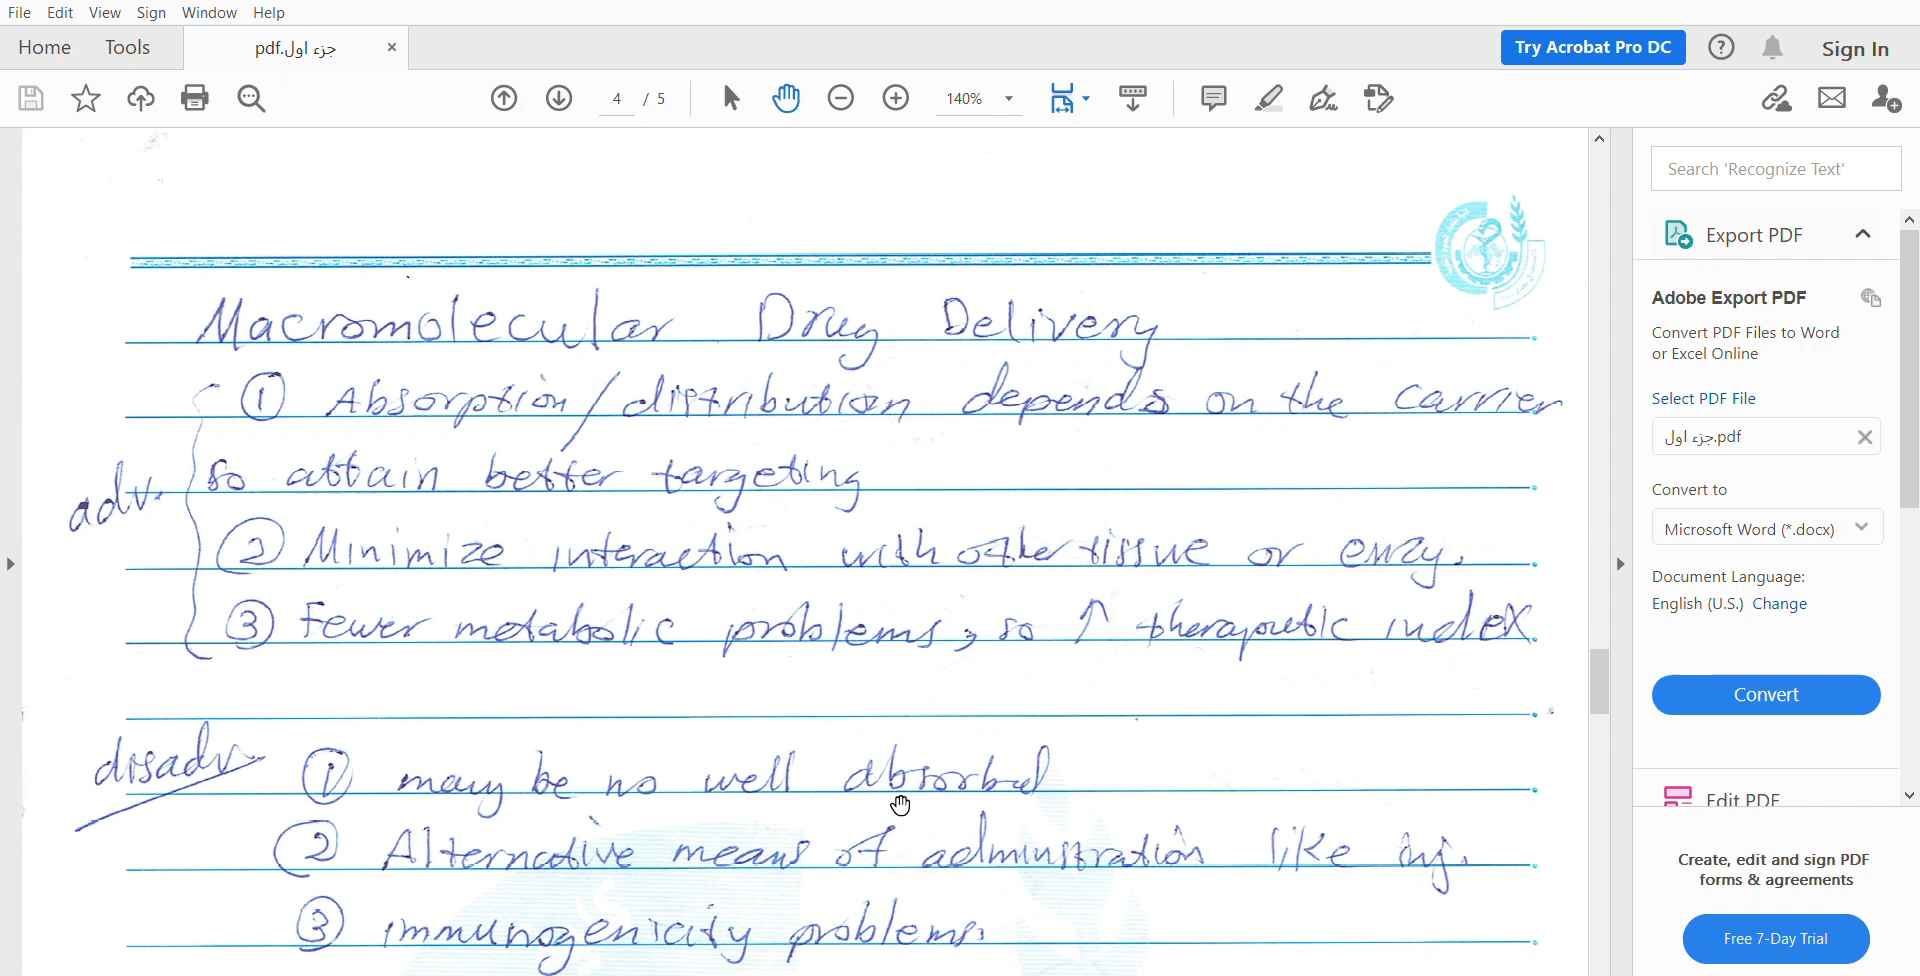 File Edit View Sign Window Help
Home Tools جزء اول.pdf ×
Try Acrobat Pro DC ? Sign In
4 / 5 140%
Search 'Recognize Text'
Export PDF
Adobe Export PDF
Convert PDF Files to Word
or Excel Online
Select PDF File
جزء اول.pdf
Convert to
Microsoft Word (*.docx)
Document Language:
English (U.S.) Change
Convert
Edit PDF
Create, edit and sign PDF
forms & agreements
Free 7-Day Trial
Macromolecular Drug Delivery
① Absorption/distribution depends on the carrier
so attain better targeting
adv.
② Minimize interaction with other tissue or enzy.
③ Fewer metabolic problems, so ↑ therapeutic index.
disadv
① may be no well absorbed
② Alternative means of administration like inj.
③ immunogenicity problems.